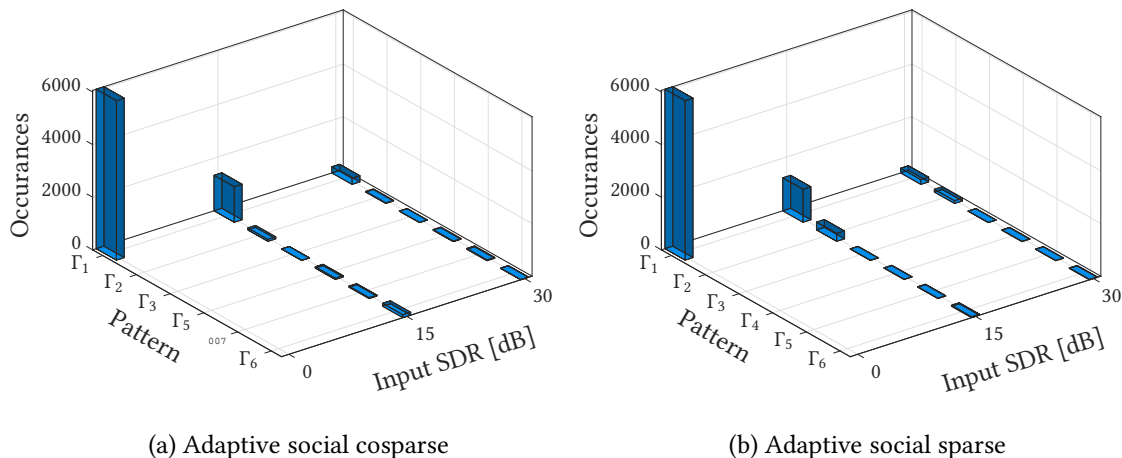 6000
4000
2000
0
Occurances
Γ1
Γ2
Γ3
Γ5
007
Γ6
Pattern
0
15
30
Input SDR [dB]
(a) Adaptive social cosparse
6000
4000
2000
0
Occurances
Γ1
Γ2
Γ3
Γ4
Γ5
Γ6
Pattern
0
15
30
Input SDR [dB]
(b) Adaptive social sparse